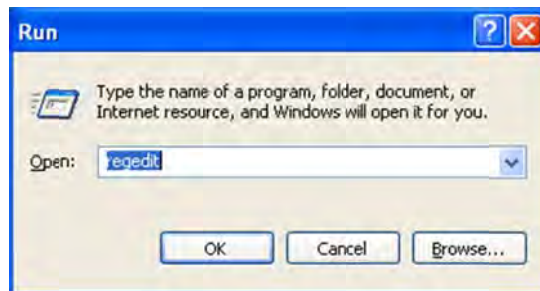 Run
Type the name of a program, folder, document, or
Internet resource, and Windows will open it for you.
Open: regedit
OK Cancel Browse...